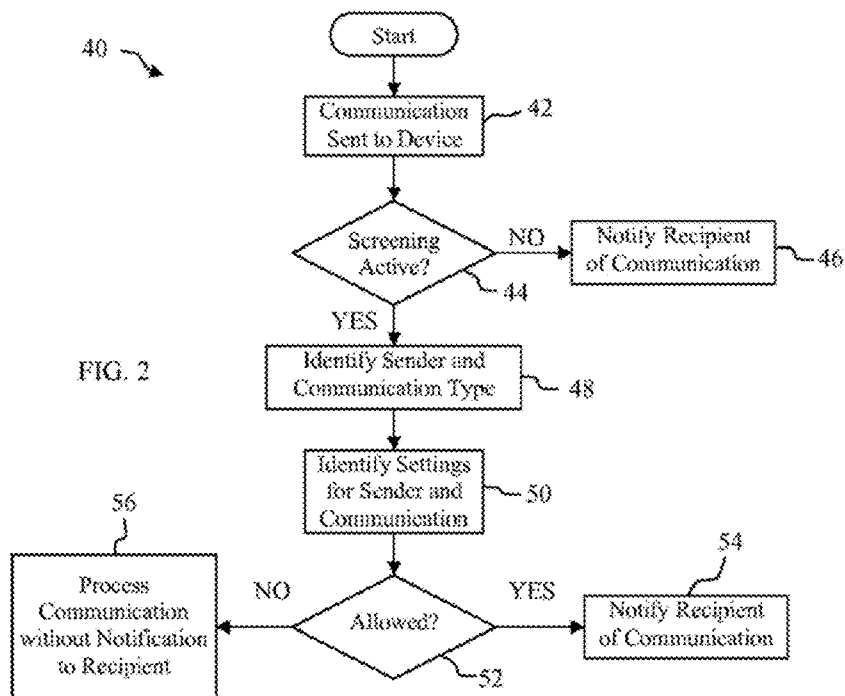 Start
40
Communication
Sent to Device
42
Screening
Active?
NO
44
Notify Recipient
of Communication
46
YES
FIG. 2
Identify Sender and
Communication Type
48
Identify Settings
for Sender and
Communication
50
56
Process
Communication
without Notification
to Recipient
NO
Allowed?
YES
52
54
Notify Recipient
of Communication